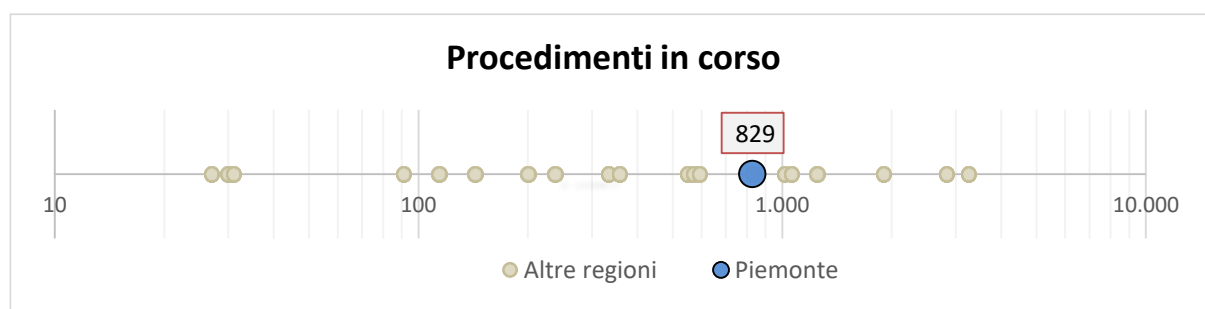 Procedimenti in corso
829
10 100 1.000 10.000
Altre regioni Piemonte